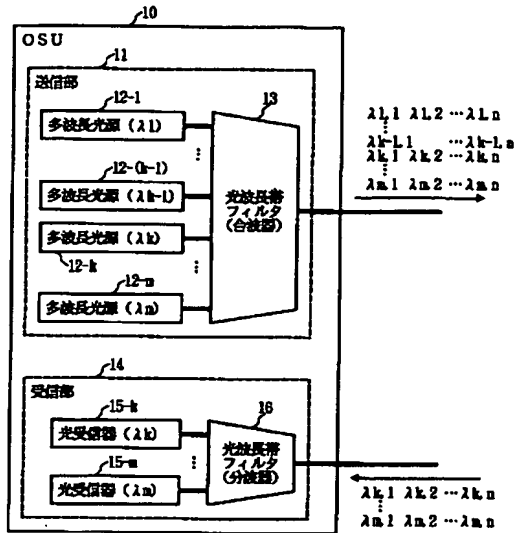 10
OSU
11
送信部
12-1
多波長光源 (λ1)
13
⋮
12-(k-1)
多波長光源 (λk-1)
多波長光源 (λk)
12-k
⋮
12-m
多波長光源 (λm)
光波長帯
フィルタ
(合波器)
λ1,1 λ1,2 …λ1,n
⋮
λk-1,1 …λk-1,n
λk,1 λk,2 …λk,n
⋮
λm,1 λm,2 …λm,n
14
受信部
15-k
光受信器 (λk)
16
⋮
15-m
光受信器 (λm)
光波長帯
フィルタ
(分波器)
λk,1 λk,2 …λk,n
⋮
λm,1 λm,2 …λm,n